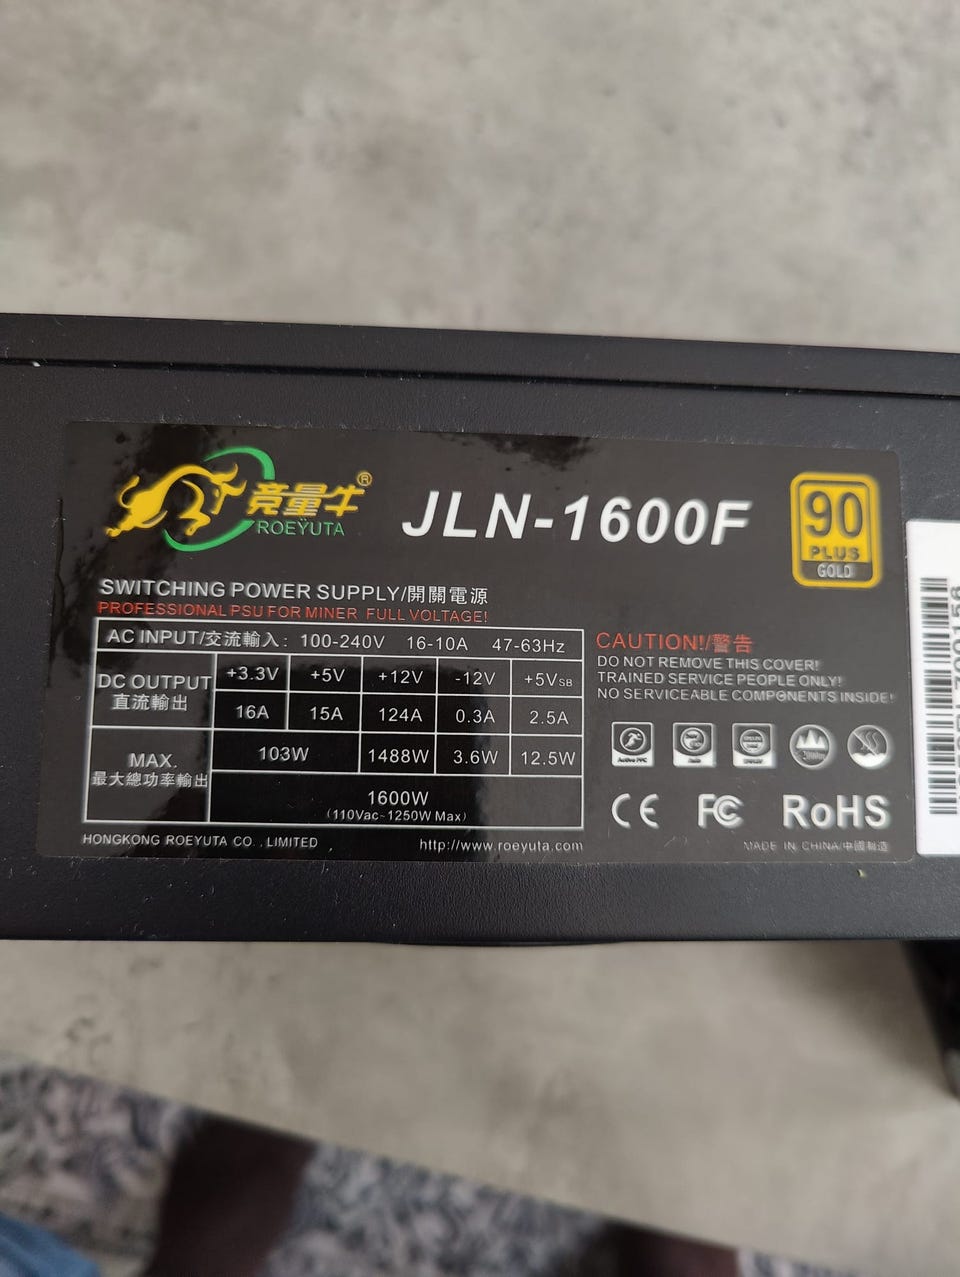 竞量牛®
ROEYUTA
JLN-1600F
90
PLUS
GOLD
SWITCHING POWER SUPPLY/開關電源
PROFESSIONAL PSU FOR MINER FULL VOLTAGE!
AC INPUT/交流輸入: 100-240V 16-10A 47-63Hz
DC OUTPUT
直流輸出
+3.3V +5V +12V -12V +5VSB
16A 15A 124A 0.3A 2.5A
MAX.
最大總功率輸出
103W 1488W 3.6W 12.5W
1600W
(110Vac~1250W Max)
CAUTION!/警告
DO NOT REMOVE THIS COVER!
TRAINED SERVICE PEOPLE ONLY!
NO SERVICEABLE COMPONENTS INSIDE!
Active PFC
CE FC RoHS
HONGKONG ROEYUTA CO., LIMITED
http://www.roeyuta.com
MADE IN CHINA/中國制造